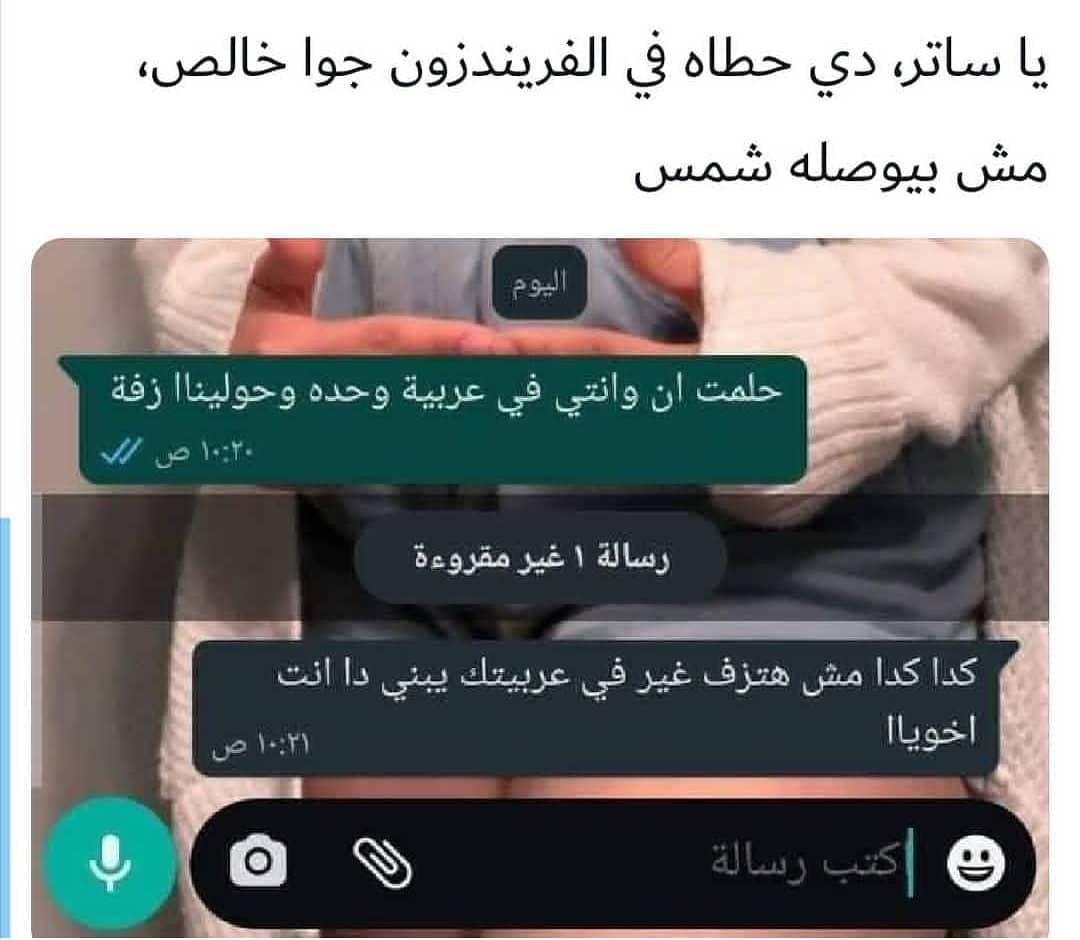 يا ساتر، دي حطاه في الفريندزون جوا خالص،
مش بيوصله شمس
اليوم
حلمت ان وانتي في عربية وحده وحوليناا زفة
١٠:٢٠ ص
رسالة ١ غير مقروءة
كدا كدا مش هتزف غير في عربيتك يبني دا انت
اخوياا
١٠:٢١ ص
اكتب رسالة